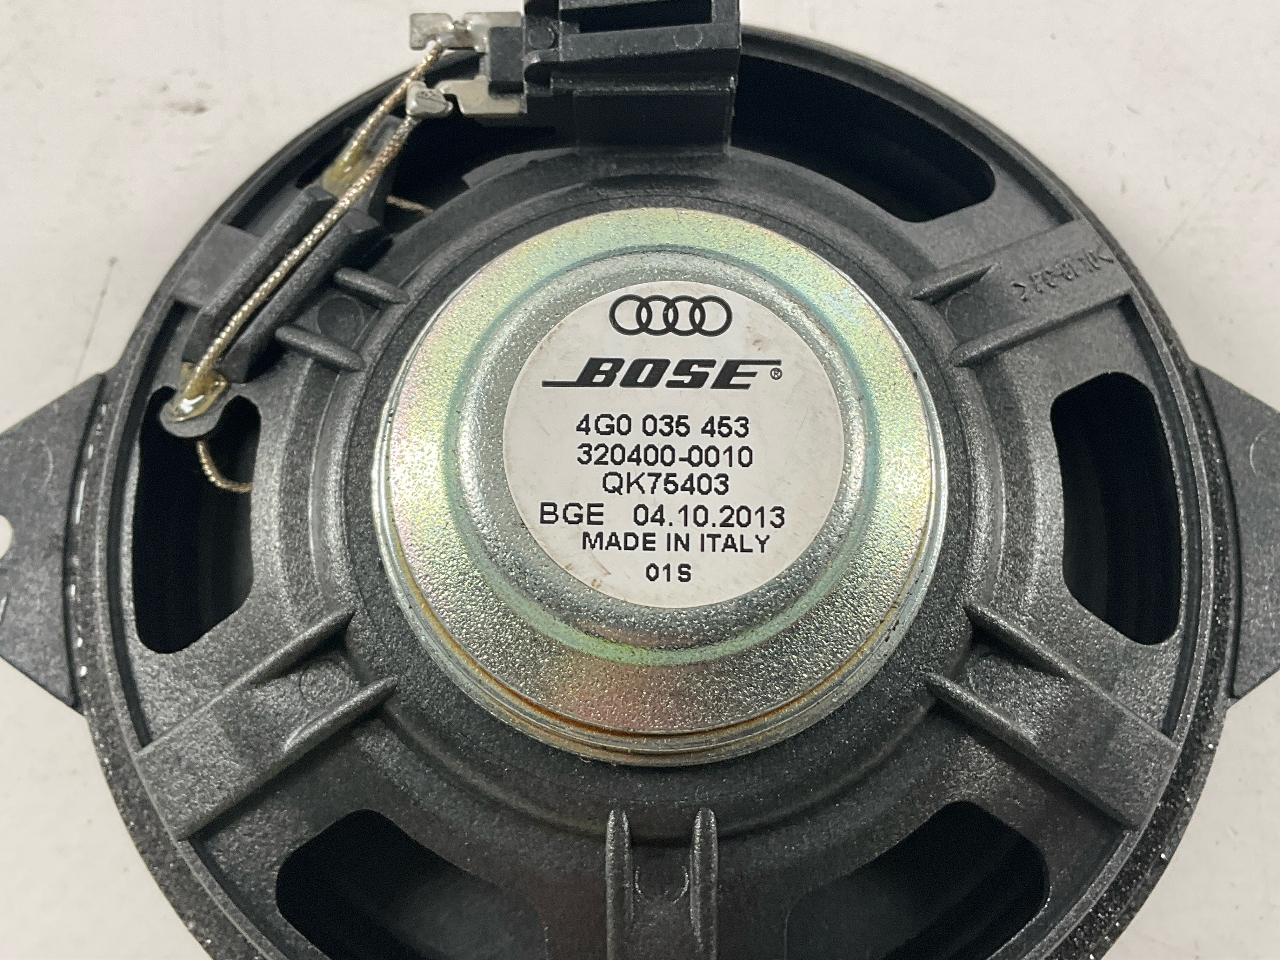 BOSE®
4G0 035 453
320400-0010
QK75403
BGE 04.10.2013
MADE IN ITALY
01S